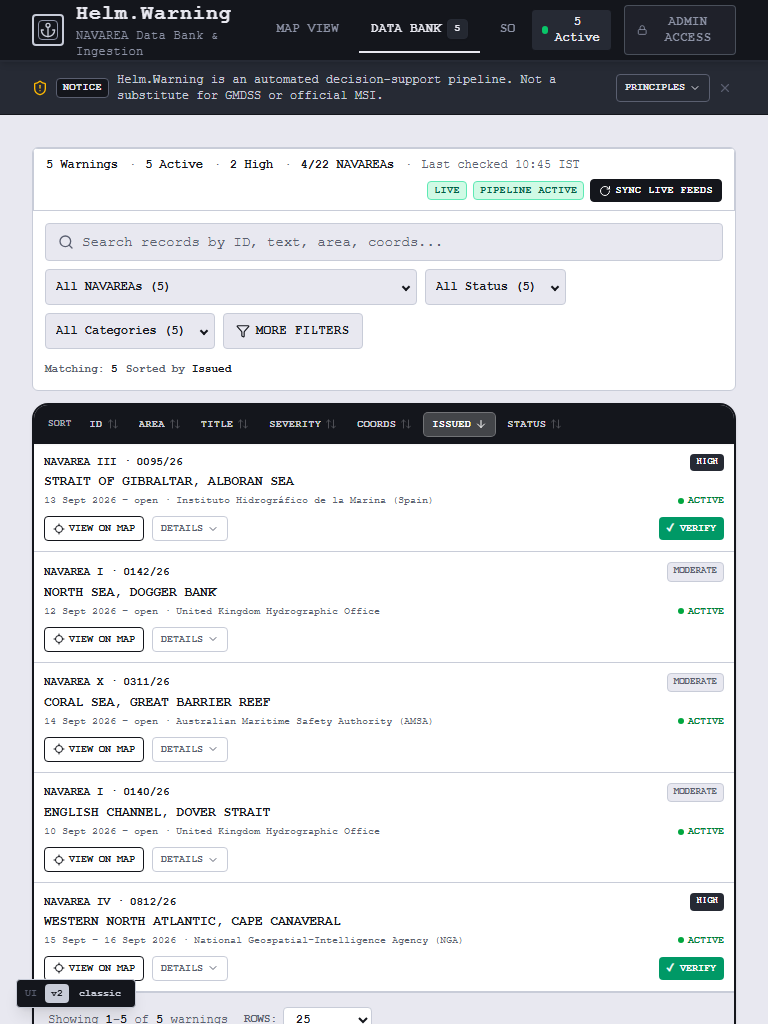 Helm.Warning
NAVAREA Data Bank &
Ingestion
MAP VIEW
DATA BANK 5
SO
5
Active
ADMIN
ACCESS
NOTICE
Helm.Warning is an automated decision-support pipeline. Not a
substitute for GMDSS or official MSI.
PRINCIPLES
5 Warnings · 5 Active · 2 High · 4/22 NAVAREAs · Last checked 10:45 IST
LIVE
PIPELINE ACTIVE
SYNC LIVE FEEDS
Search records by ID, text, area, coords...
All NAVAREAs (5)
All Status (5)
All Categories (5)
MORE FILTERS
Matching: 5 Sorted by Issued
SORT ID AREA TITLE SEVERITY COORDS ISSUED STATUS
NAVAREA III · 0095/26
HIGH
STRAIT OF GIBRALTAR, ALBORAN SEA
13 Sept 2026 – open · Instituto Hidrográfico de la Marina (Spain)
ACTIVE
VIEW ON MAP
DETAILS
✓ VERIFY
NAVAREA I · 0142/26
MODERATE
NORTH SEA, DOGGER BANK
12 Sept 2026 – open · United Kingdom Hydrographic Office
ACTIVE
VIEW ON MAP
DETAILS
NAVAREA X · 0311/26
MODERATE
CORAL SEA, GREAT BARRIER REEF
14 Sept 2026 – open · Australian Maritime Safety Authority (AMSA)
ACTIVE
VIEW ON MAP
DETAILS
NAVAREA I · 0140/26
MODERATE
ENGLISH CHANNEL, DOVER STRAIT
10 Sept 2026 – open · United Kingdom Hydrographic Office
ACTIVE
VIEW ON MAP
DETAILS
NAVAREA IV · 0812/26
HIGH
WESTERN NORTH ATLANTIC, CAPE CANAVERAL
15 Sept – 16 Sept 2026 · National Geospatial-Intelligence Agency (NGA)
ACTIVE
VIEW ON MAP
DETAILS
✓ VERIFY
UI v2 classic
Showing 1–5 of 5 warnings ROWS: 25